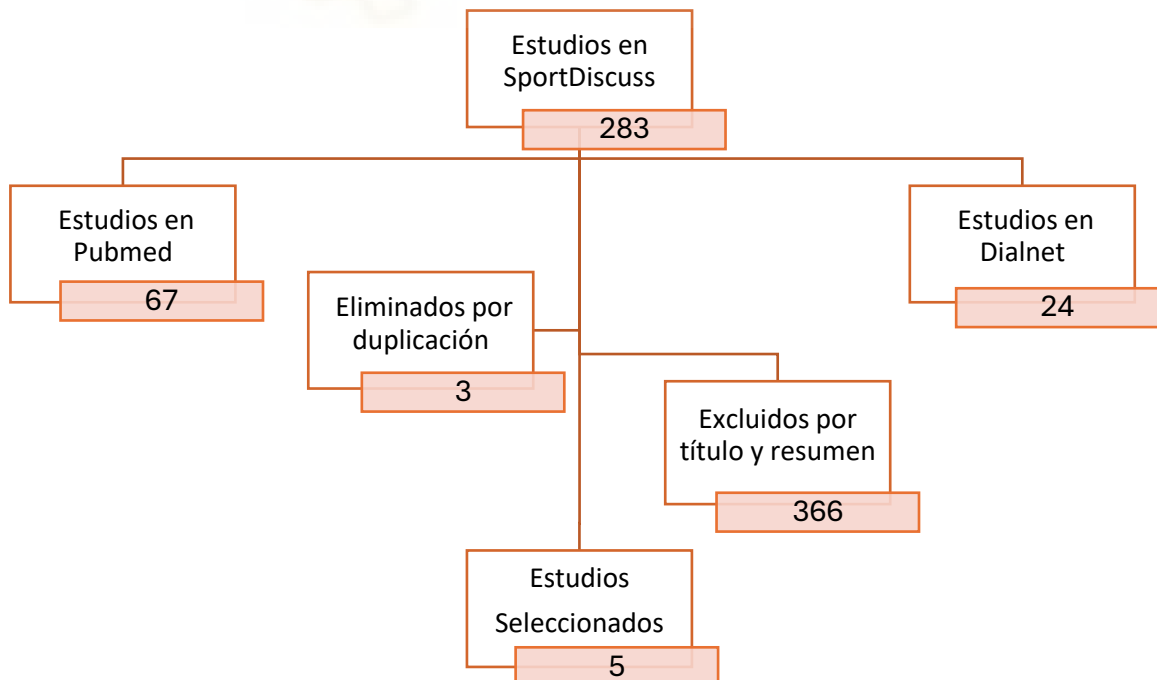 Estudios en
SportDiscuss
283
Estudios en
Pubmed
67
Estudios en
Dialnet
24
Eliminados por
duplicación
3
Excluidos por
título y resumen
366
Estudios
Seleccionados
5